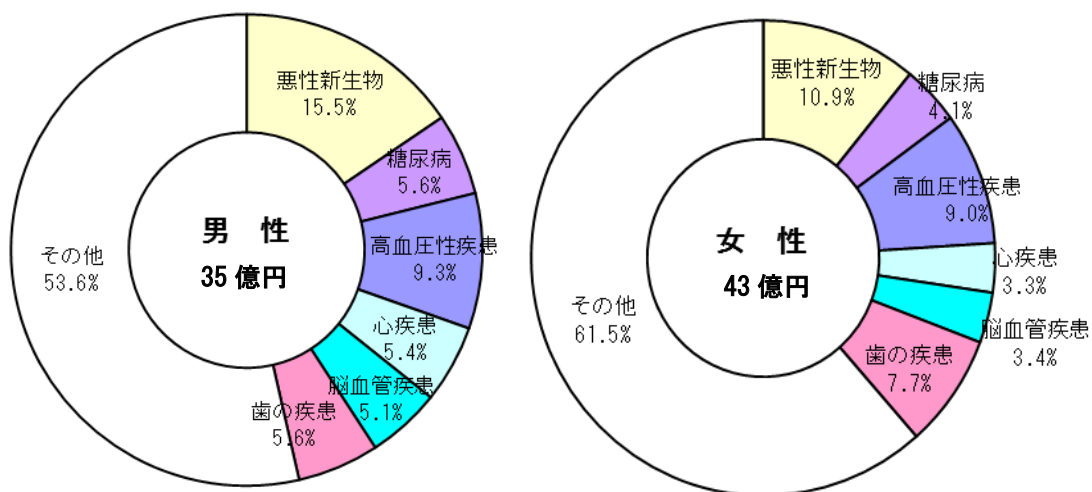 悪性新生物
15.5%
糖尿病
5.6%
高血圧性疾患
9.3%
心疾患
5.4%
脳血管疾患
5.1%
歯の疾患
5.6%
その他
53.6%
男 性
35 億円
悪性新生物
10.9%
糖尿病
4.1%
高血圧性疾患
9.0%
心疾患
3.3%
脳血管疾患
3.4%
歯の疾患
7.7%
その他
61.5%
女 性
43 億円